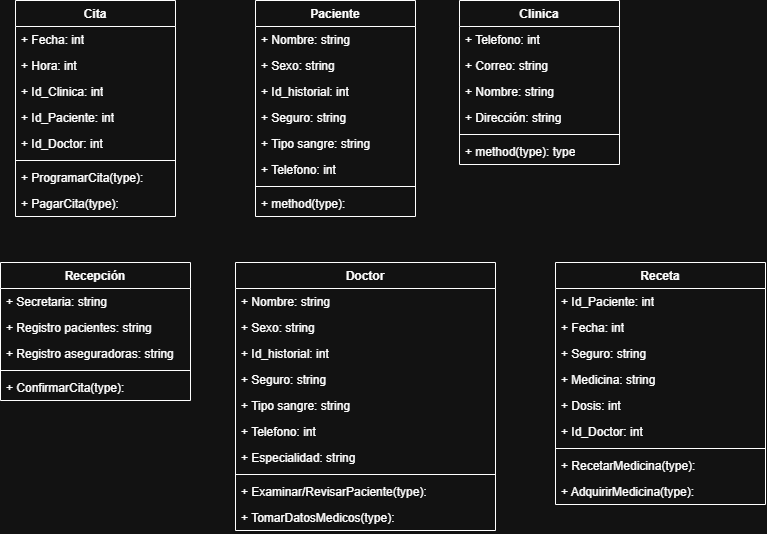 Cita
+ Fecha: int
+ Hora: int
+ Id_Clinica: int
+ Id_Paciente: int
+ Id_Doctor: int
+ ProgramarCita(type):
+ PagarCita(type):
Paciente
+ Nombre: string
+ Sexo: string
+ Id_historial: int
+ Seguro: string
+ Tipo sangre: string
+ Telefono: int
+ method(type):
Clinica
+ Telefono: int
+ Correo: string
+ Nombre: string
+ Dirección: string
+ method(type): type
Recepción
+ Secretaria: string
+ Registro pacientes: string
+ Registro aseguradoras: string
+ ConfirmarCita(type):
Doctor
+ Nombre: string
+ Sexo: string
+ Id_historial: int
+ Seguro: string
+ Tipo sangre: string
+ Telefono: int
+ Especialidad: string
+ Examinar/RevisarPaciente(type):
+ TomarDatosMedicos(type):
Receta
+ Id_Paciente: int
+ Fecha: int
+ Seguro: string
+ Medicina: string
+ Dosis: int
+ Id_Doctor: int
+ RecetarMedicina(type):
+ AdquirirMedicina(type):